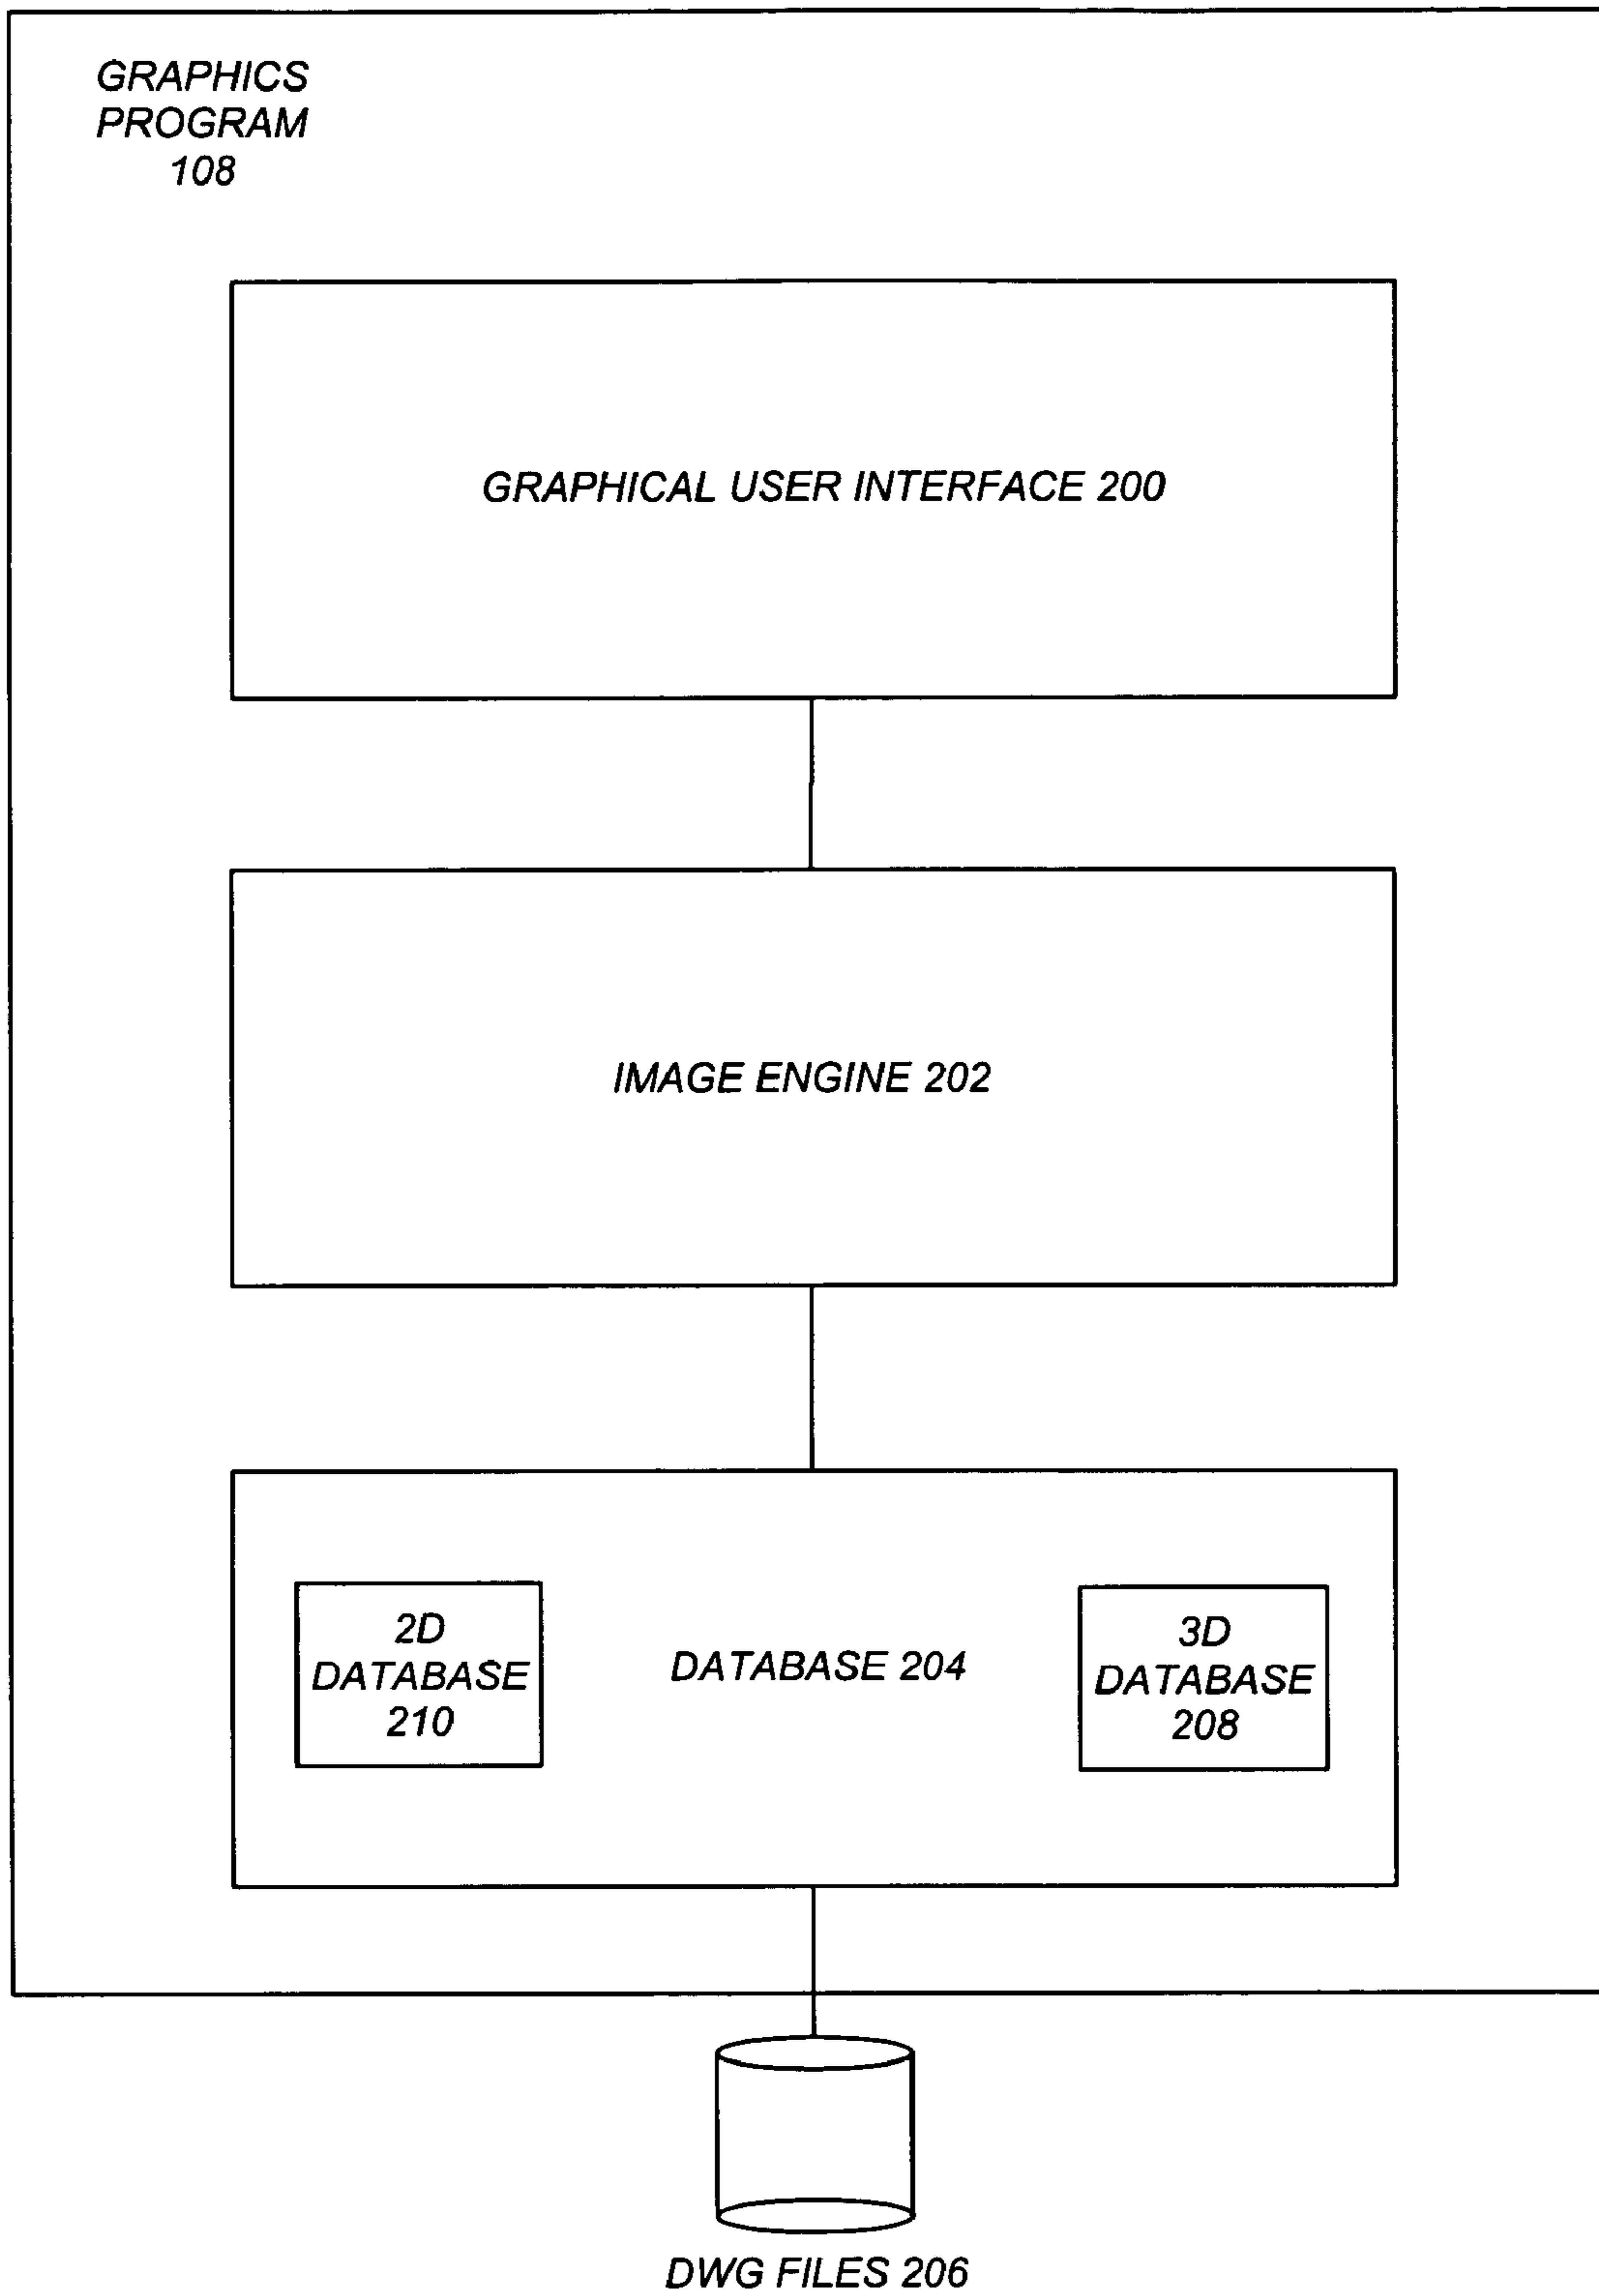 GRAPHICS
PROGRAM
108
GRAPHICAL USER INTERFACE 200
IMAGE ENGINE 202
2D
DATABASE
210
DATABASE 204
3D
DATABASE
208
DWG FILES 206